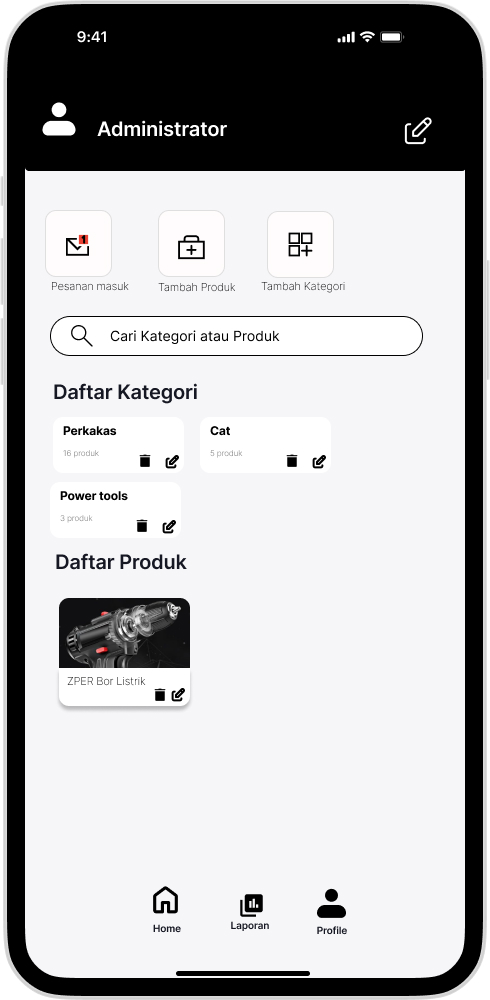 9:41
Administrator
1
Pesanan masuk
Tambah Produk
Tambah Kategori
Cari Kategori atau Produk
Daftar Kategori
Perkakas
16 produk
Cat
5 produk
Power tools
3 produk
Daftar Produk
ZPER Bor Listrik
Home
Laporan
Profile